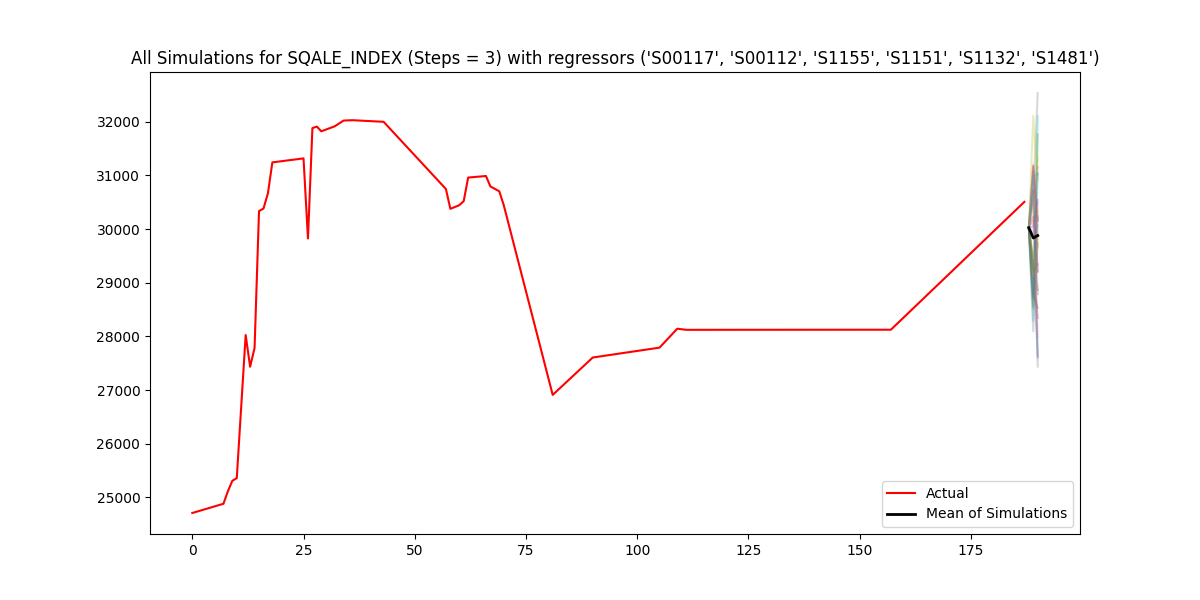 All Simulations for SQALE_INDEX (Steps = 3) with regressors ('S00117', 'S00112', 'S1155', 'S1151', 'S1132', 'S1481')
32000
31000
30000
29000
28000
27000
26000
25000
Actual
Mean of Simulations
0 25 50 75 100 125 150 175